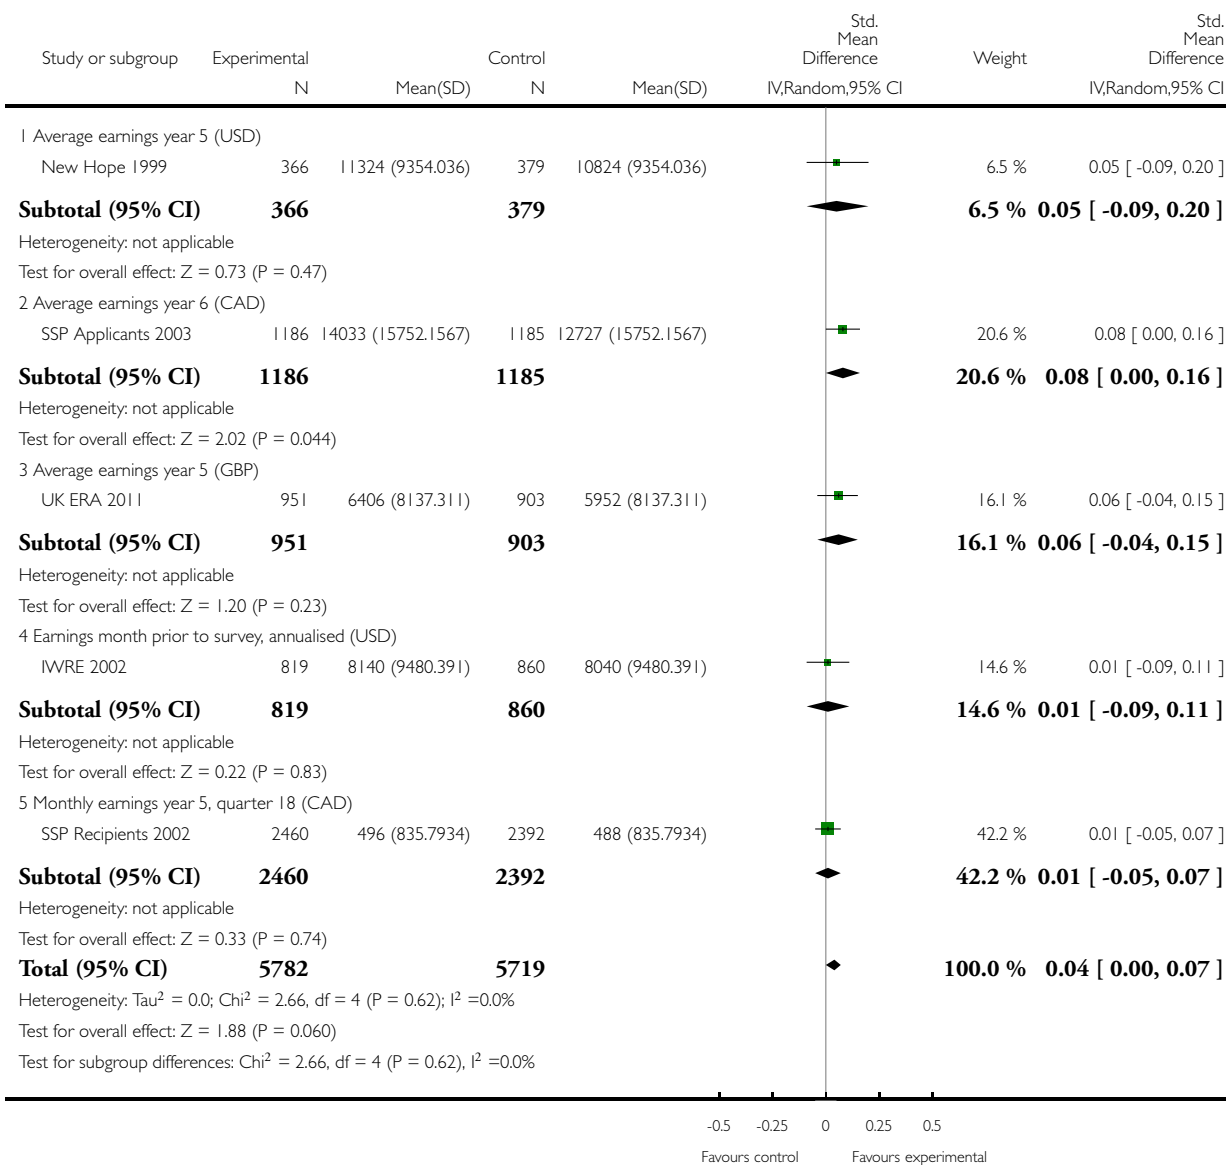 Study or subgroup Experimental Control Std. Mean Difference Weight Std. Mean Difference
N Mean(SD) N Mean(SD) IV,Random,95% CI IV,Random,95% CI
1 Average earnings year 5 (USD)
New Hope 1999 366 11324 (9354.036) 379 10824 (9354.036) 6.5 % 0.05 [ -0.09, 0.20 ]
Subtotal (95% CI) 366 379 6.5 % 0.05 [ -0.09, 0.20 ]
Heterogeneity: not applicable
Test for overall effect: Z = 0.73 (P = 0.47)
2 Average earnings year 6 (CAD)
SSP Applicants 2003 1186 14033 (15752.1567) 1185 12727 (15752.1567) 20.6 % 0.08 [ 0.00, 0.16 ]
Subtotal (95% CI) 1186 1185 20.6 % 0.08 [ 0.00, 0.16 ]
Heterogeneity: not applicable
Test for overall effect: Z = 2.02 (P = 0.044)
3 Average earnings year 5 (GBP)
UK ERA 2011 951 6406 (8137.311) 903 5952 (8137.311) 16.1 % 0.06 [ -0.04, 0.15 ]
Subtotal (95% CI) 951 903 16.1 % 0.06 [ -0.04, 0.15 ]
Heterogeneity: not applicable
Test for overall effect: Z = 1.20 (P = 0.23)
4 Earnings month prior to survey, annualised (USD)
IWRE 2002 819 8140 (9480.391) 860 8040 (9480.391) 14.6 % 0.01 [ -0.09, 0.11 ]
Subtotal (95% CI) 819 860 14.6 % 0.01 [ -0.09, 0.11 ]
Heterogeneity: not applicable
Test for overall effect: Z = 0.22 (P = 0.83)
5 Monthly earnings year 5, quarter 18 (CAD)
SSP Recipients 2002 2460 496 (835.7934) 2392 488 (835.7934) 42.2 % 0.01 [ -0.05, 0.07 ]
Subtotal (95% CI) 2460 2392 42.2 % 0.01 [ -0.05, 0.07 ]
Heterogeneity: not applicable
Test for overall effect: Z = 0.33 (P = 0.74)
Total (95% CI) 5782 5719 100.0 % 0.04 [ 0.00, 0.07 ]
Heterogeneity: Tau² = 0.0; Chi² = 2.66, df = 4 (P = 0.62); I² =0.0%
Test for overall effect: Z = 1.88 (P = 0.060)
Test for subgroup differences: Chi² = 2.66, df = 4 (P = 0.62), I² =0.0%
-0.5 -0.25 0 0.25 0.5
Favours control Favours experimental